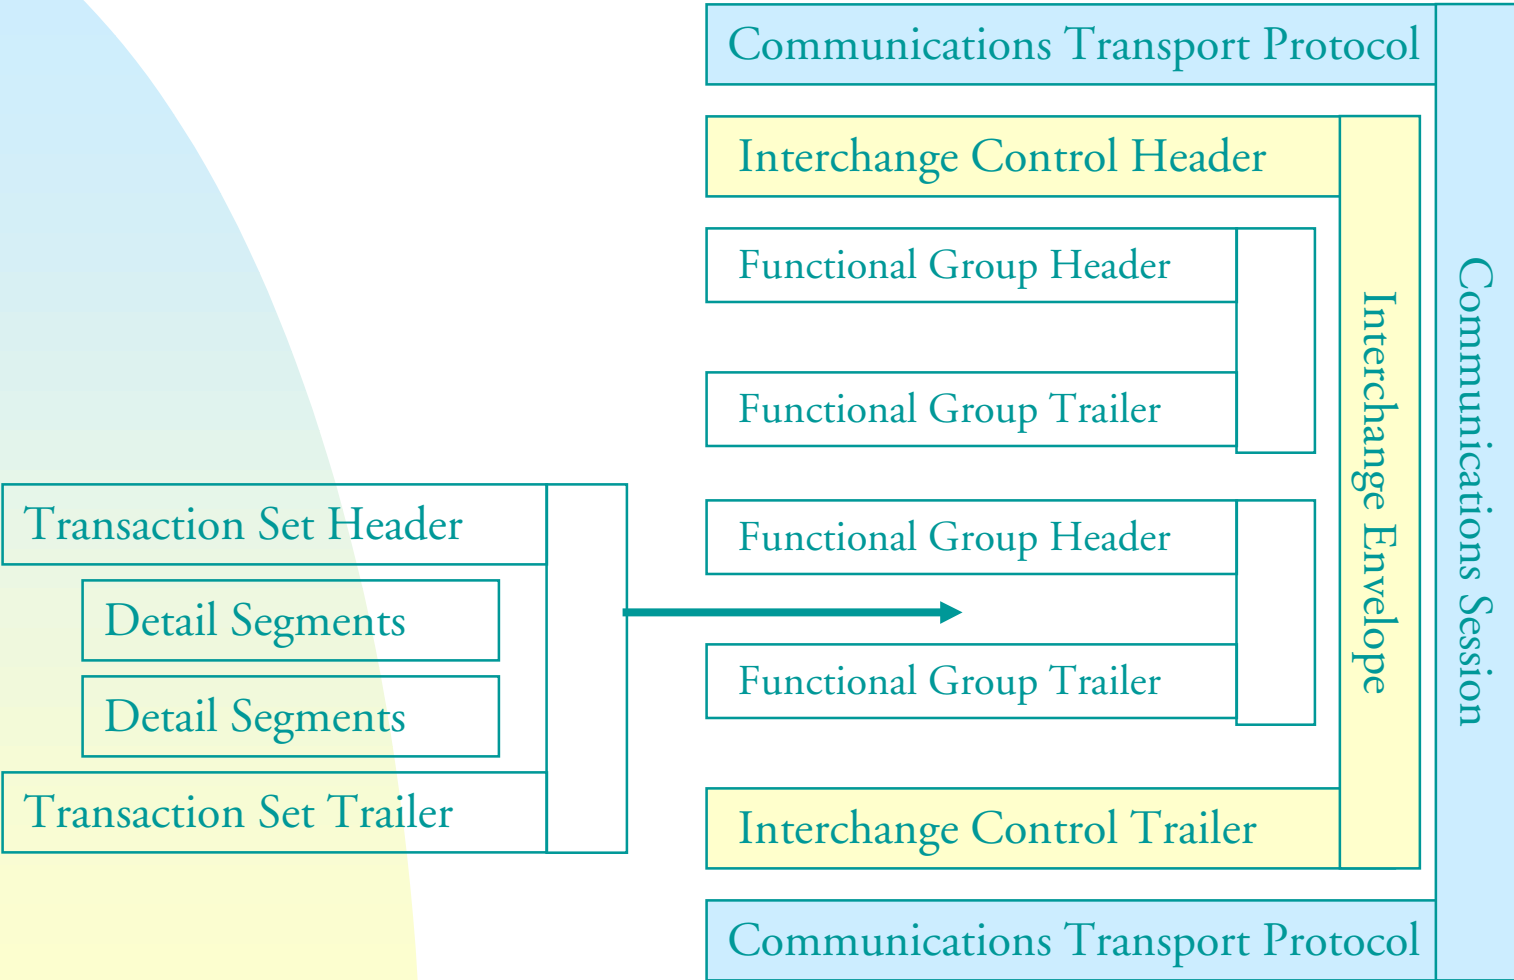 Communications Transport Protocol
Interchange Control Header
Functional Group Header
Functional Group Trailer
Transaction Set Header
Detail Segments
Detail Segments
Transaction Set Trailer
Functional Group Header
Functional Group Trailer
Interchange Control Trailer
Communications Transport Protocol
Interchange Envelope
Communications Session